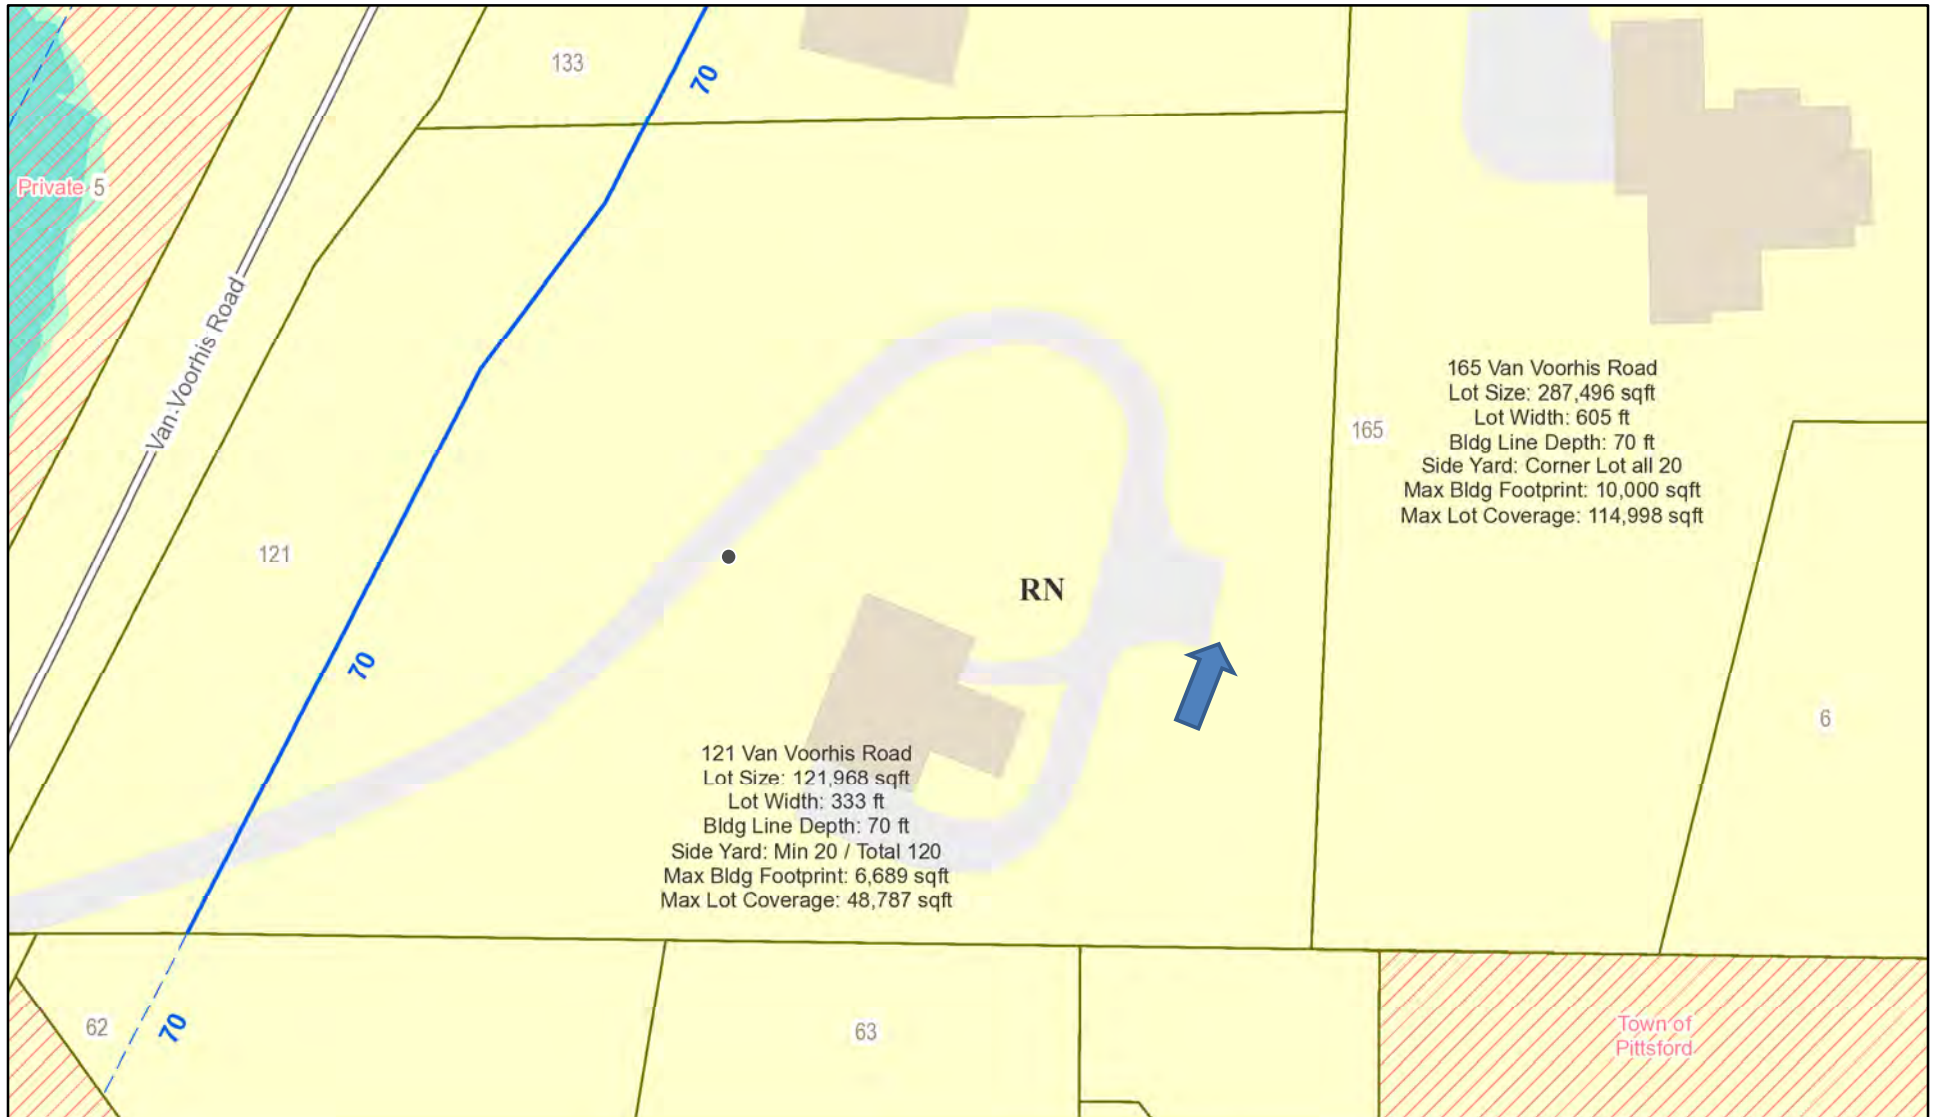 133
70
Private 5
Van Voorhis Road
165 Van Voorhis Road
Lot Size: 287,496 sqft
Lot Width: 605 ft
Bldg Line Depth: 70 ft
Side Yard: Corner Lot all 20
Max Bldg Footprint: 10,000 sqft
Max Lot Coverage: 114,998 sqft
165
121
RN
70
6
121 Van Voorhis Road
Lot Size: 121,968 sqft
Lot Width: 333 ft
Bldg Line Depth: 70 ft
Side Yard: Min 20 / Total 120
Max Bldg Footprint: 6,689 sqft
Max Lot Coverage: 48,787 sqft
62
70
63
Town of
Pittsford